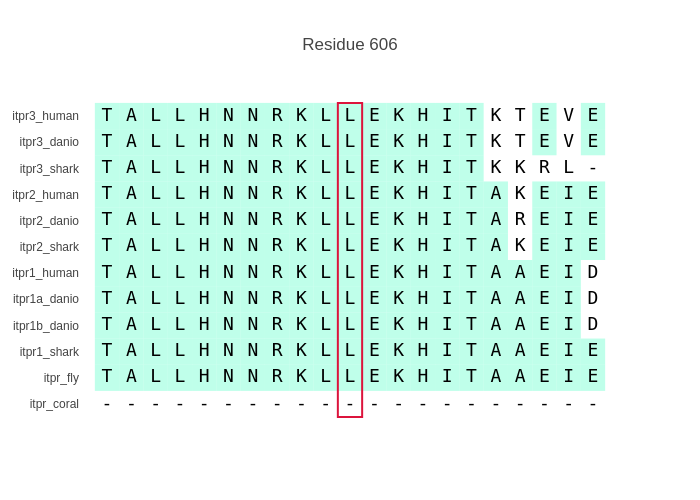 Residue 606
itpr3_human T A L L H N N R K L L E K H I T K T E V E
itpr3_danio T A L L H N N R K L L E K H I T K T E V E
itpr3_shark T A L L H N N R K L L E K H I T K K R L -
itpr2_human T A L L H N N R K L L E K H I T A K E I E
itpr2_danio T A L L H N N R K L L E K H I T A R E I E
itpr2_shark T A L L H N N R K L L E K H I T A K E I E
itpr1_human T A L L H N N R K L L E K H I T A A E I D
itpr1a_danio T A L L H N N R K L L E K H I T A A E I D
itpr1b_danio T A L L H N N R K L L E K H I T A A E I D
itpr1_shark T A L L H N N R K L L E K H I T A A E I E
itpr_fly T A L L H N N R K L L E K H I T A A E I E
itpr_coral - - - - - - - - - - - - - - - - - - - - -